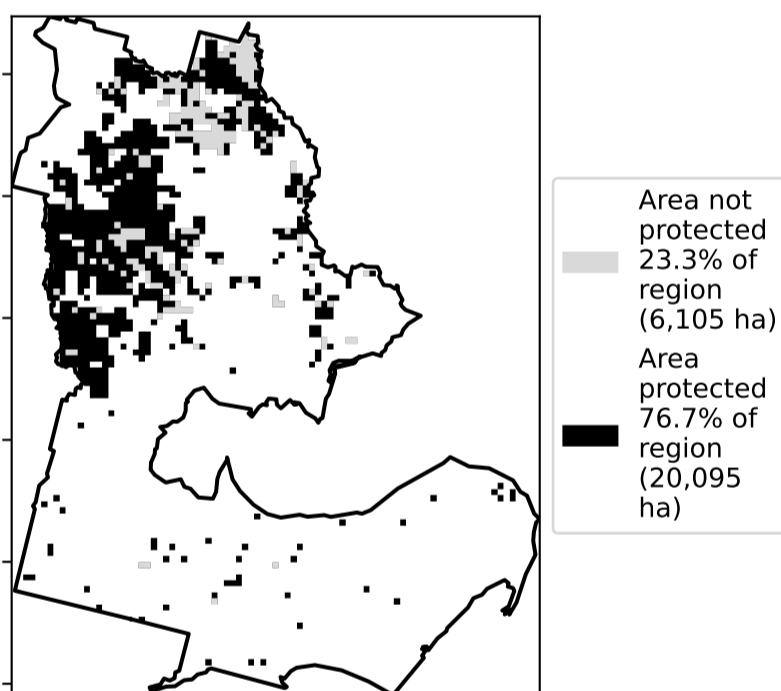 Area not
protected
23.3% of
region
(6,105 ha)
Area
protected
76.7% of
region
(20,095
ha)